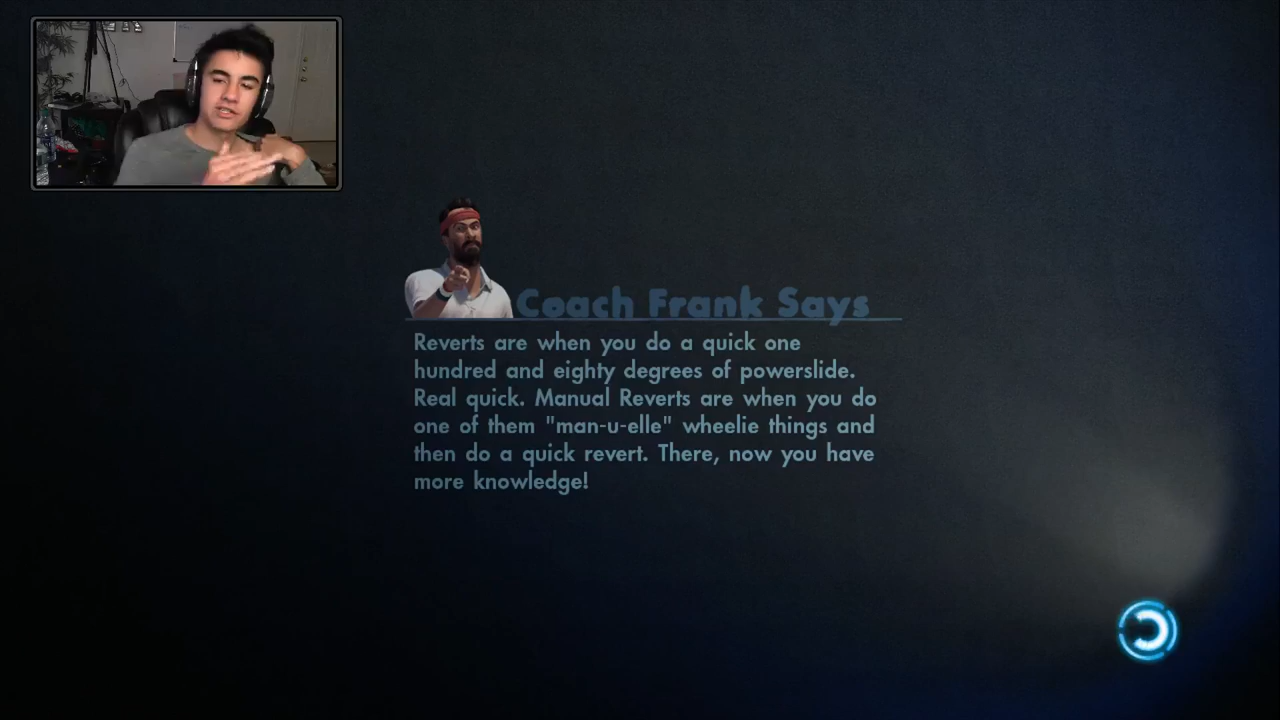 Coach Frank Says
Reverts are when you do a quick one
hundred and eighty degrees of powerslide.
Real quick. Manual Reverts are when you do
one of them "man-u-elle" wheelie things and
then do a quick revert. There, now you have
more knowledge!